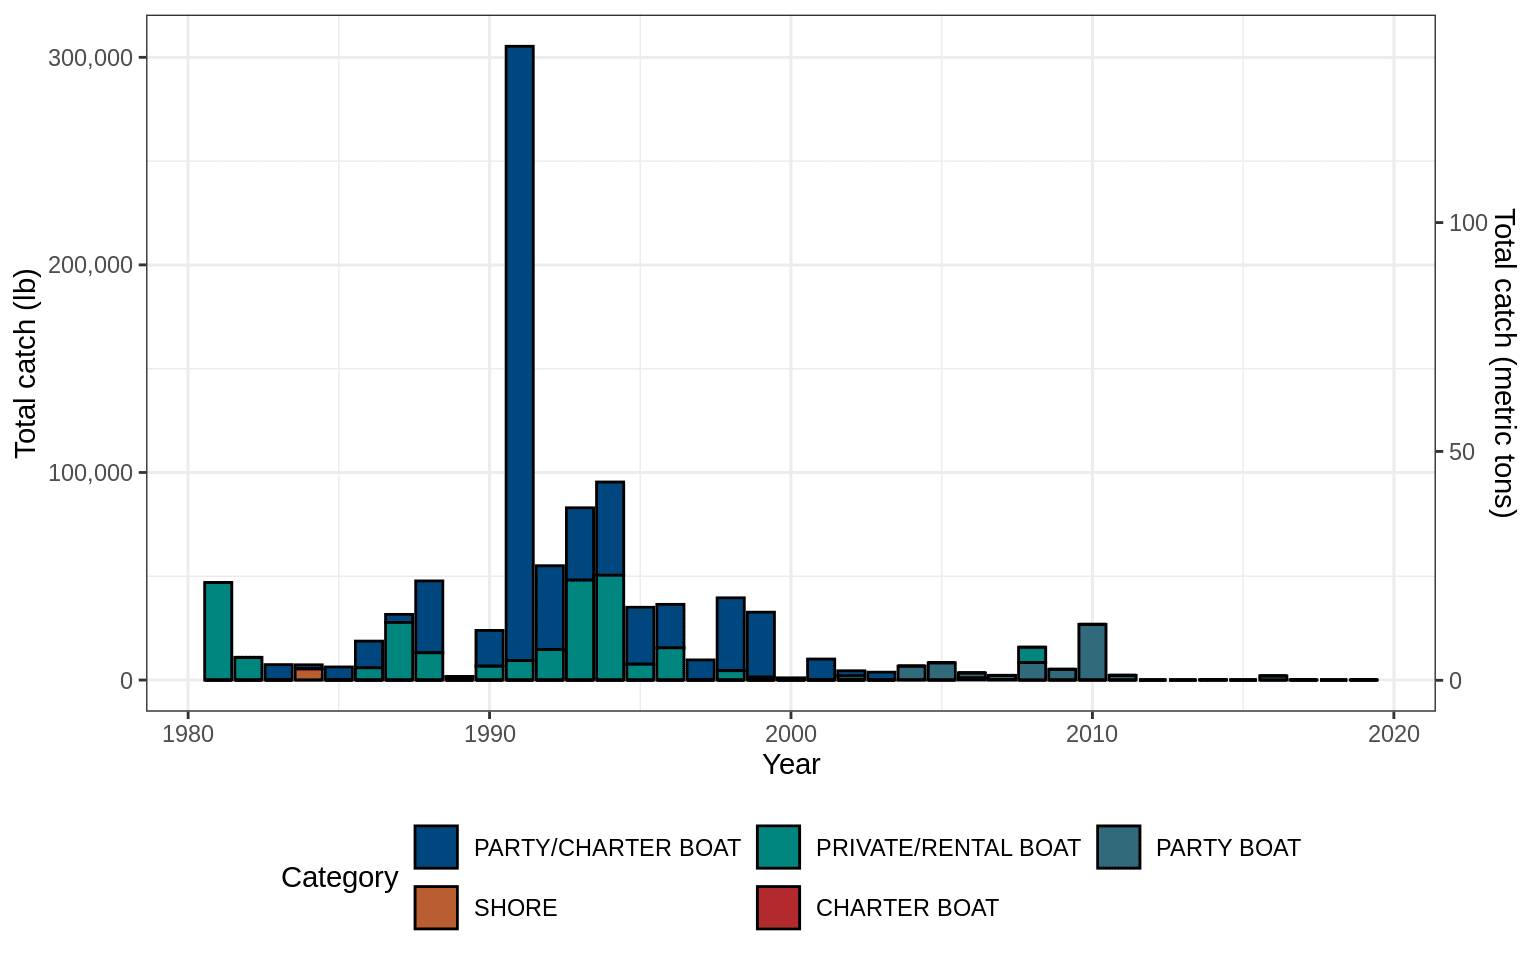 300,000
200,000
100,000
0
Total catch (lb)
100
50
0
Total catch (metric tons)
1980 1990 2000 2010 2020
Year
Category
PARTY/CHARTER BOAT PRIVATE/RENTAL BOAT PARTY BOAT
SHORE CHARTER BOAT